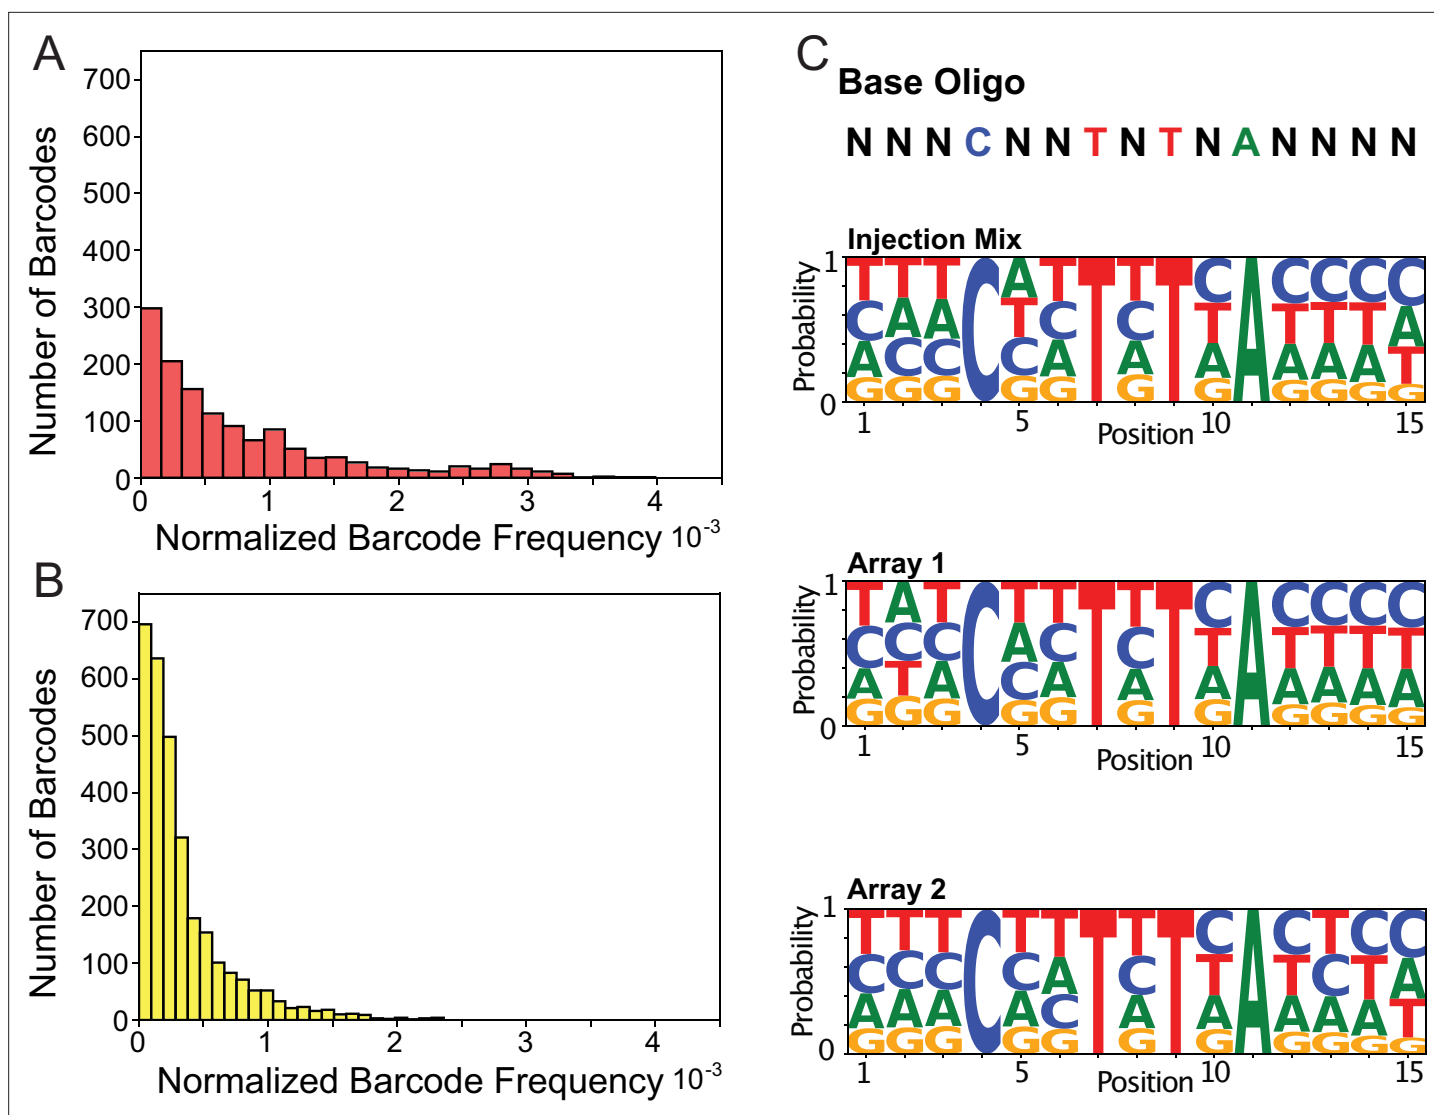 A
700
600
500
400
300
200
100
0
Number of Barcodes
0 1 2 3 4
Normalized Barcode Frequency 10-3
B
700
600
500
400
300
200
100
0
Number of Barcodes
0 1 2 3 4
Normalized Barcode Frequency 10-3
C
Base Oligo
N N N C N N T N T N A N N N N
Injection Mix
Probability
1
T T T C A T T T T C A C C C C
C A A T C C T T T T A
A C C C A A A A A A T
G G G G G G G G G G G
0
1 5 10 15
Position
Array 1
Probability
1
T A T C T T T T T C A C C C C
C C C A C C T T T T T
A T A C A A A A A A A
G G G G G G G G G G G
0
1 5 10 15
Position
Array 2
Probability
1
T T T C T T T T T C A C T C C
C C C C A C T T C T A
A A A A C A A A A A T
G G G G G G G G G G G
0
1 5 10 15
Position